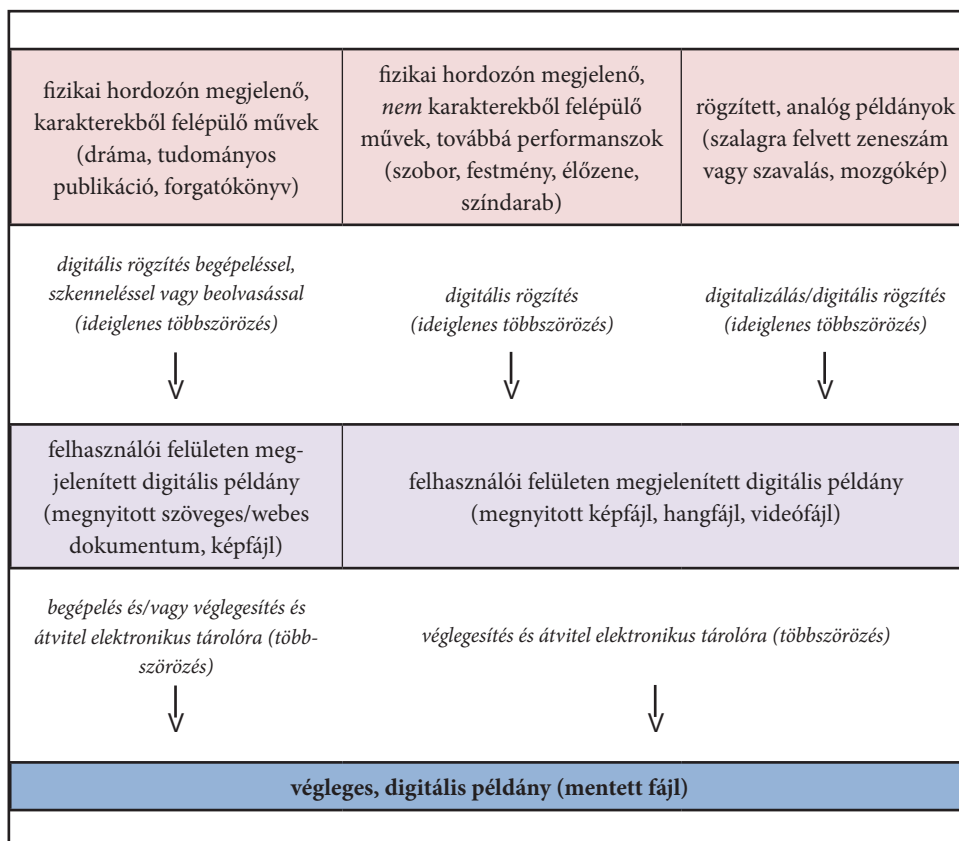 fizikai hordozón megjelenő,
karakterekből felépülő művek
(dráma, tudományos
publikáció, forgatókönyv)
fizikai hordozón megjelenő,
nem karakterekből felépülő
művek, továbbá performanszok
(szobor, festmény, élőzene,
színdarab)
rögzített, analóg példányok
(szalagra felvett zeneszám
vagy szavalás, mozgókép)
digitális rögzítés begépeléssel,
szkenneléssel vagy beolvasással
(ideiglenes többszörözés)
digitális rögzítés
(ideiglenes többszörözés)
digitalizálás/digitális rögzítés
(ideiglenes többszörözés)
felhasználói felületen meg-
jelenített digitális példány
(megnyitott szöveges/webes
dokumentum, képfájl)
felhasználói felületen megjelenített digitális példány
(megnyitott képfájl, hangfájl, videófájl)
begépelés és/vagy véglegesítés és
átvitel elektronikus tárolóra (több-
szörözés)
véglegesítés és átvitel elektronikus tárolóra (többszörözés)
végleges, digitális példány (mentett fájl)